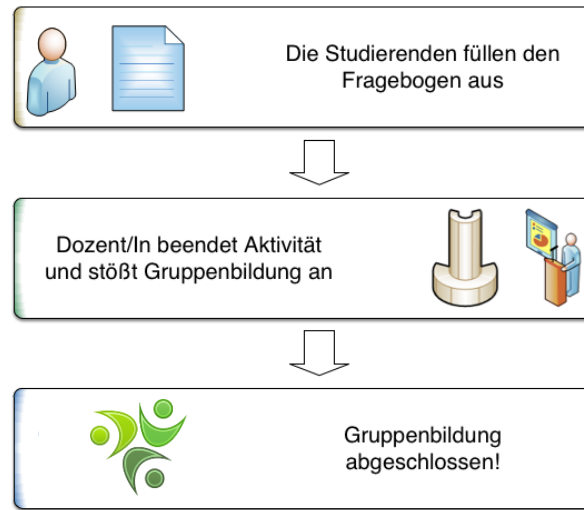 Die Studierenden füllen den
Fragebogen aus
Dozent/In beendet Aktivität
und stößt Gruppenbildung an
Gruppenbildung
abgeschlossen!